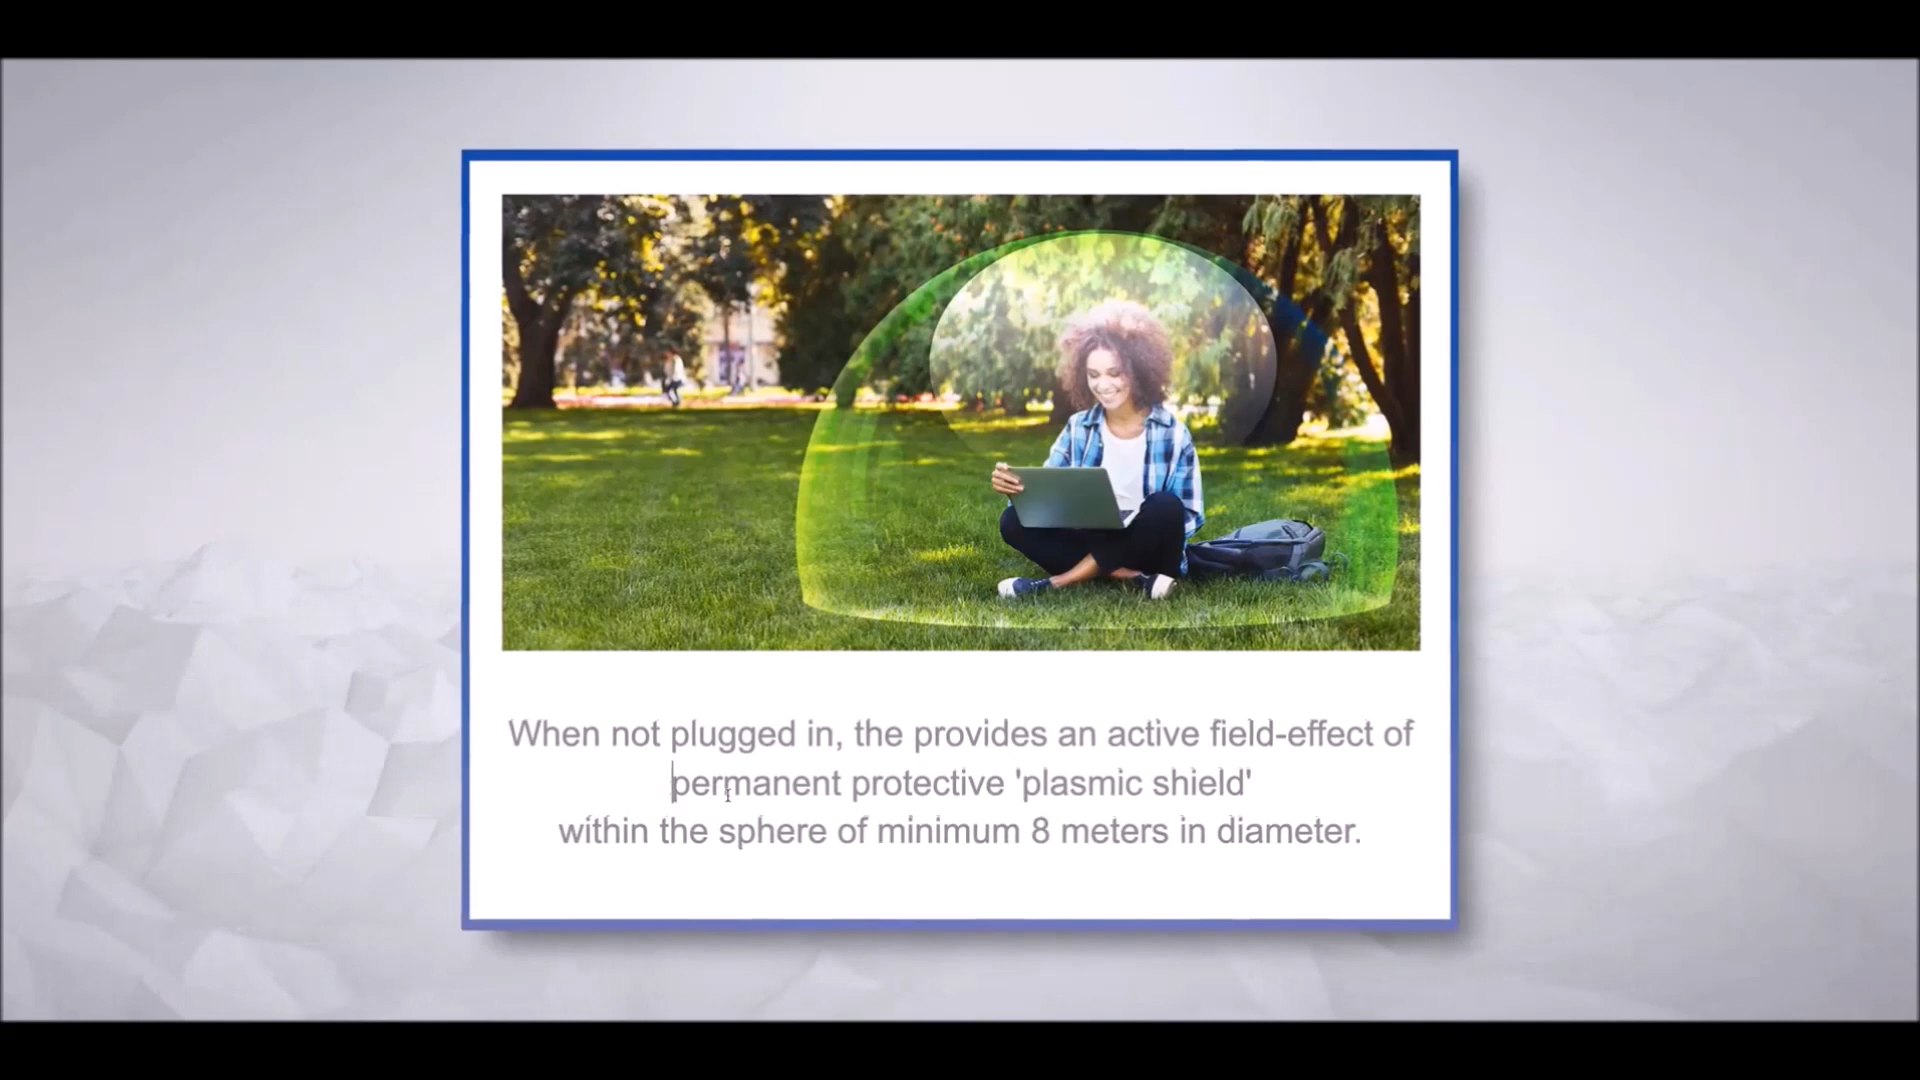 When not plugged in, the provides an active field-effect of
permanent protective 'plasmic shield'
within the sphere of minimum 8 meters in diameter.